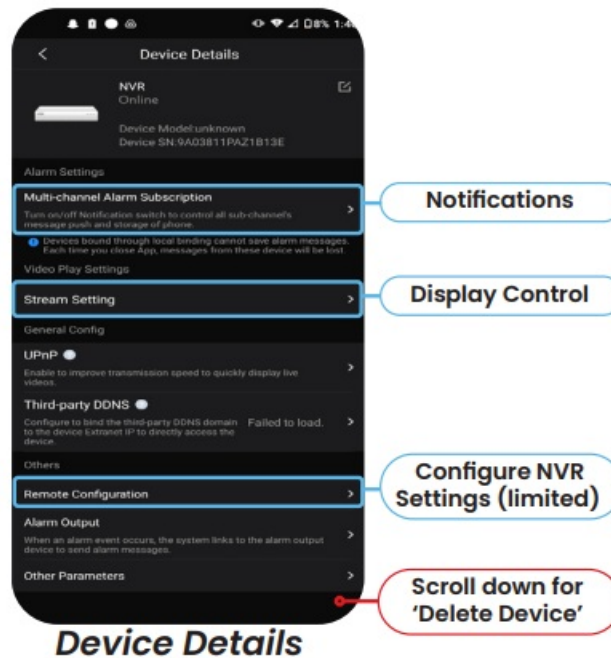 8% 1:4
Device Details
NVR
Online
Device Model:unknown
Device SN:9A03811PAZ1B13E
Alarm Settings
Multi-channel Alarm Subscription
Turn on/off Notification switch to control all sub-channel's
message push and storage of phone.
Notifications
Devices bound through local binding cannot save alarm messages.
Each time you close App, messages from these device will be lost.
Video Play Settings
Stream Setting
Display Control
General Config
UPnP
Enable to improve transmission speed to quickly display live
videos.
Third-party DDNS
Configure to bind the third-party DDNS domain
to the device Extranet IP to directly access the
device.
Failed to load.
Others
Remote Configuration
Configure NVR
Settings (limited)
Alarm Output
When an alarm event occurs, the system links to the alarm output
device to send alarm messages.
Other Parameters
Scroll down for
‘Delete Device’
Device Details